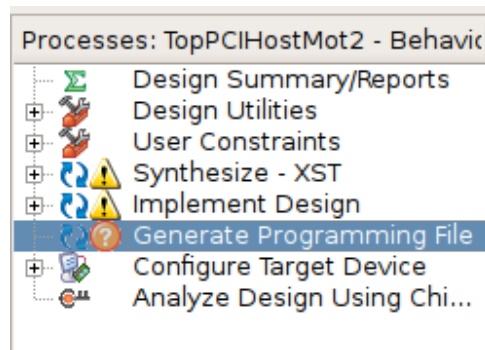 Processes: TopPCIHostMot2 - Behavic
Design Summary/Reports
Design Utilities
User Constraints
Synthesize - XST
Implement Design
Generate Programming File
Configure Target Device
Analyze Design Using Chi...